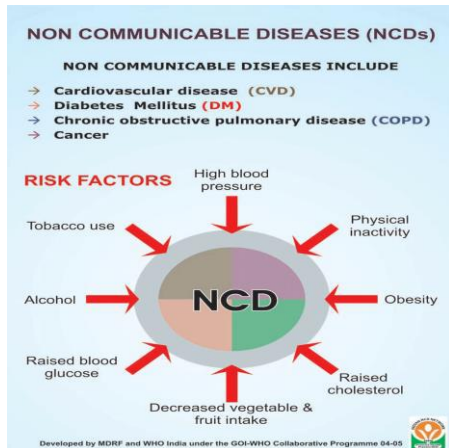 NON COMMUNICABLE DISEASES (NCDs)
NON COMMUNICABLE DISEASES INCLUDE
→ Cardiovascular disease (CVD)
→ Diabetes Mellitus (DM)
→ Chronic obstructive pulmonary disease (COPD)
→ Cancer
RISK FACTORS
High blood
pressure
Tobacco use
Physical
inactivity
Alcohol
NCD
Obesity
Raised blood
glucose
Raised
cholesterol
Decreased vegetable &
fruit intake
Developed by MDRF and WHO India under the GOI-WHO Collaborative Programme 04-05